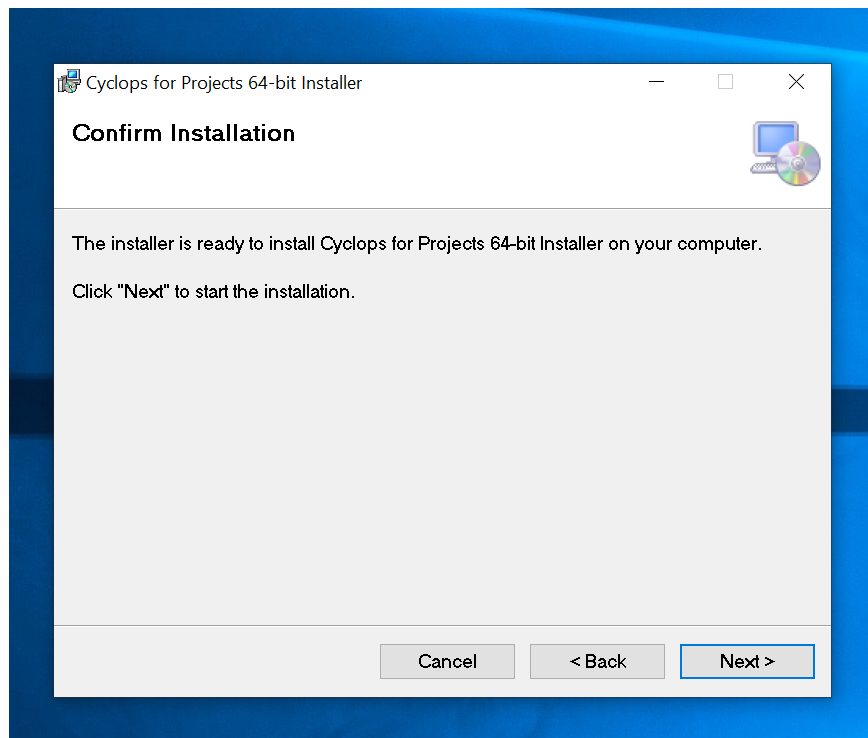 Cyclops for Projects 64-bit Installer
Confirm Installation
The installer is ready to install Cyclops for Projects 64-bit Installer on your computer.
Click "Next" to start the installation.
Cancel
< Back
Next >